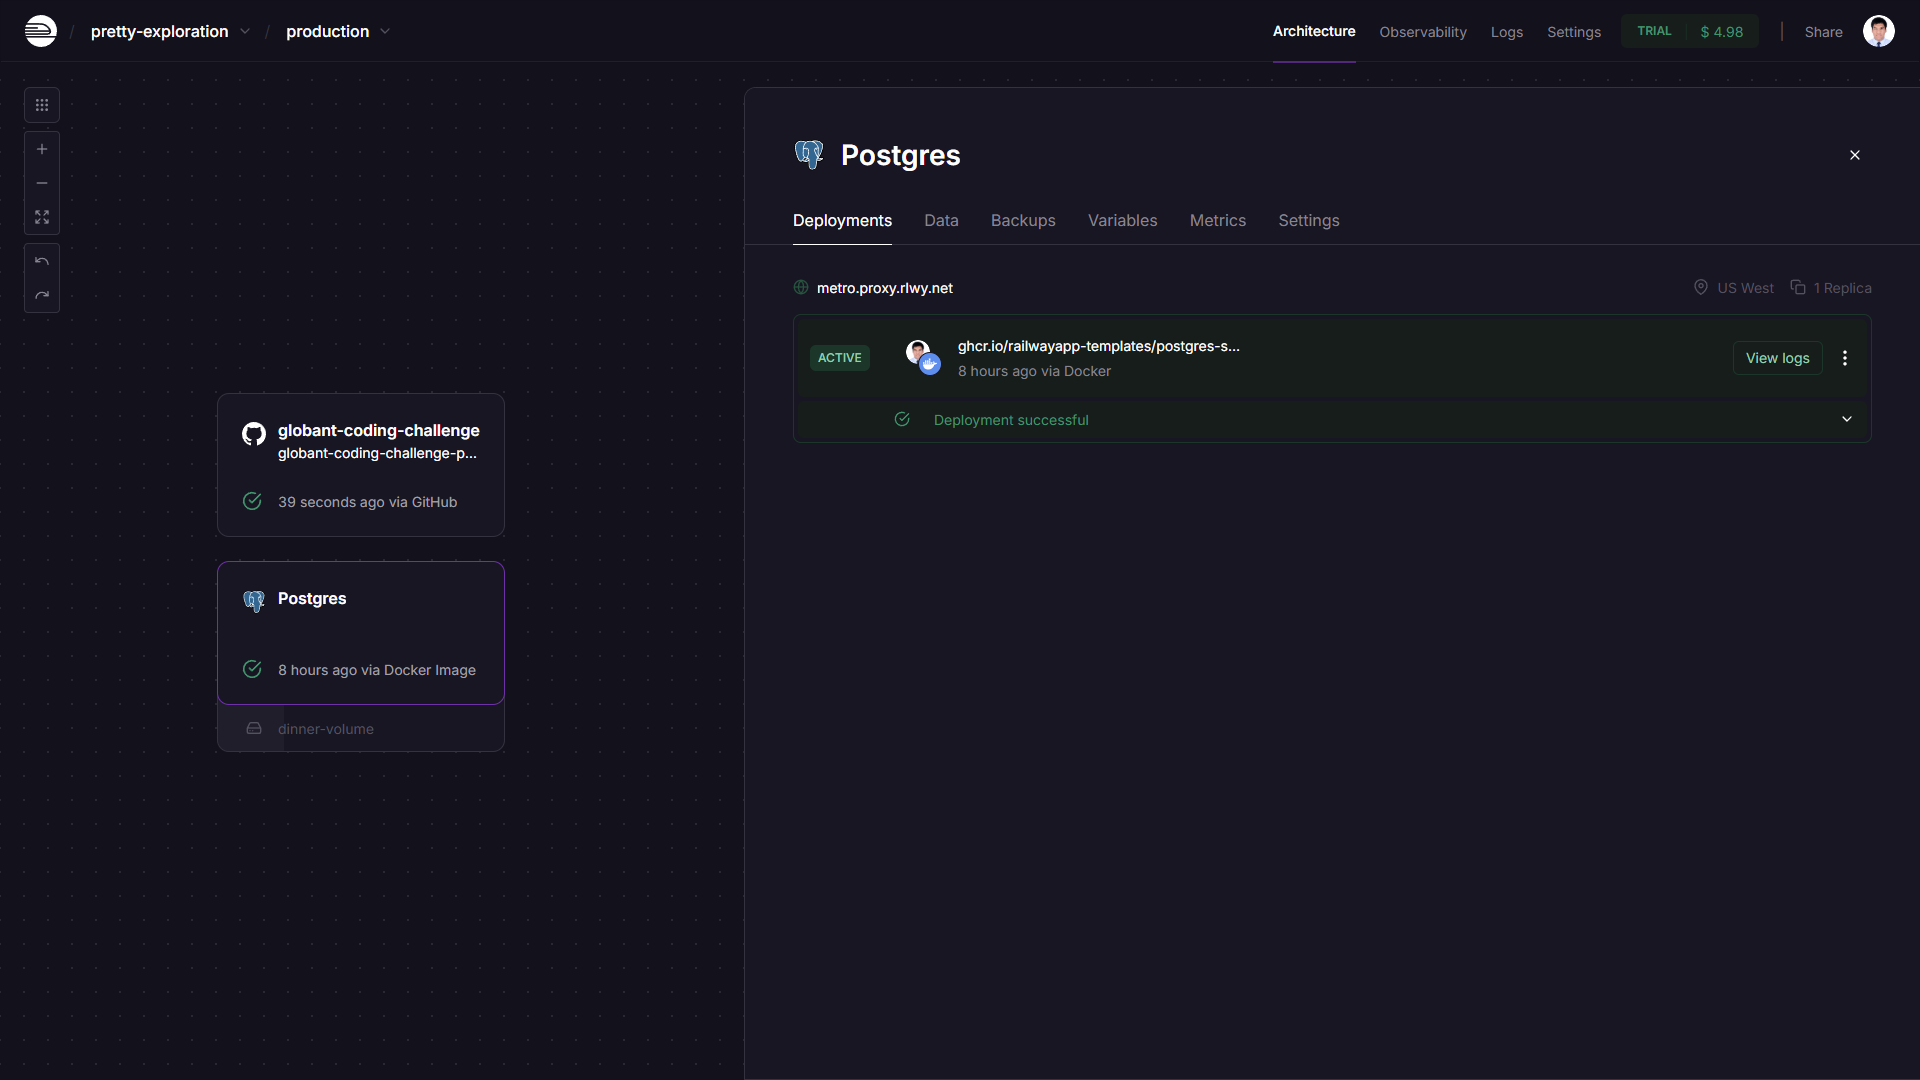 pretty-exploration / production
Architecture Observability Logs Settings TRIAL $ 4.98 Share
Postgres
Deployments Data Backups Variables Metrics Settings
metro.proxy.rlwy.net US West 1 Replica
ACTIVE ghcr.io/railwayapp-templates/postgres-s... View logs
8 hours ago via Docker
Deployment successful
globant-coding-challenge
globant-coding-challenge-p...
39 seconds ago via GitHub
Postgres
8 hours ago via Docker Image
dinner-volume